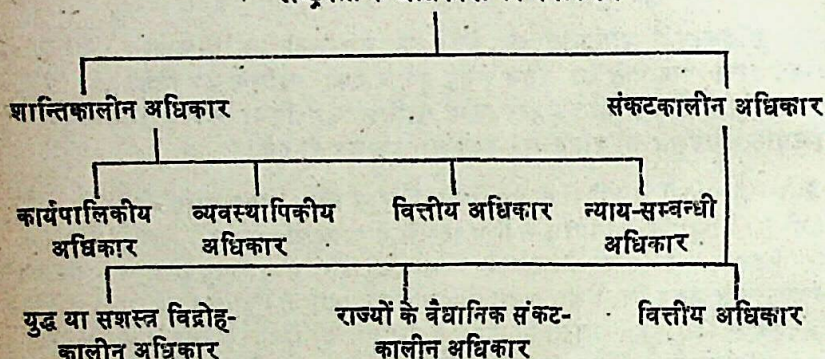 शान्तिकालीन अधिकार
संकटकालीन अधिकार
कार्यपालिकीय
अधिकार
व्यवस्थापिकीय
अधिकार
वित्तीय अधिकार
न्याय-सम्बन्धी
अधिकार
युद्ध या सशस्त्र विद्रोह-
कालीन अधिकार
राज्यों के वैधानिक संकट-
कालीन अधिकार
वित्तीय अधिकार